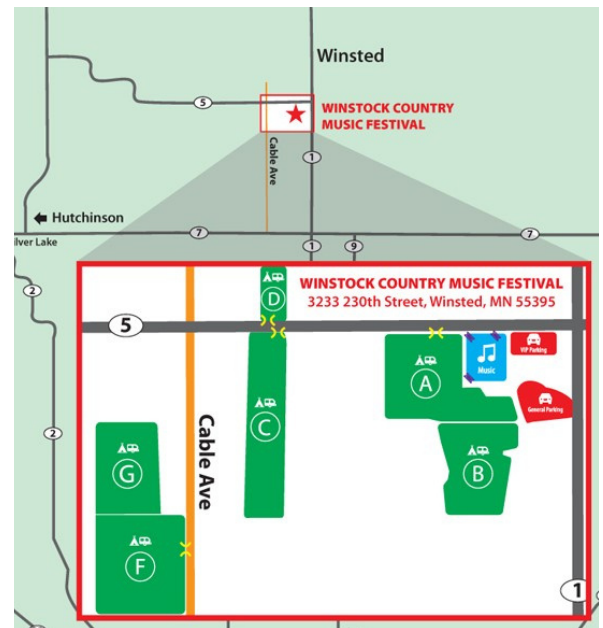 Winsted
5
WINSTOCK COUNTRY
MUSIC FESTIVAL
Cable Ave
1
Hutchinson
7
1
7
ilver Lake
9
2
WINSTOCK COUNTRY MUSIC FESTIVAL
3233 230th Street, Winsted, MN 55395
D
5
VIP Parking
Music
A
General Parking
C
Cable Ave
2
G
B
F
1